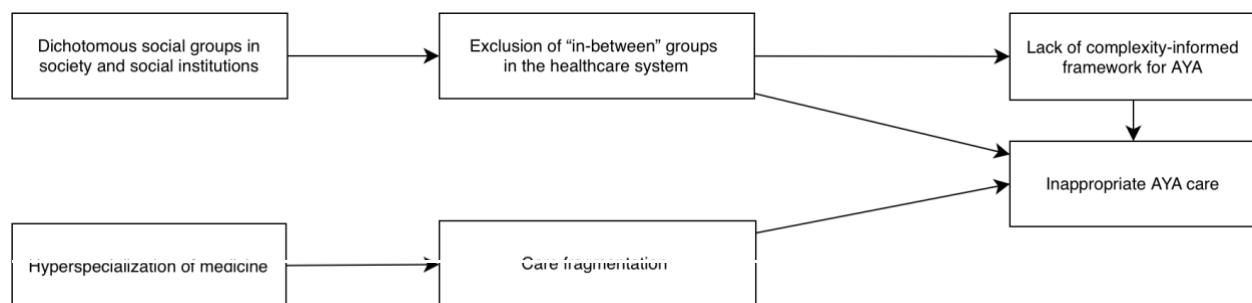 Dichotomous social groups in
society and social institutions
Exclusion of “in-between” groups
in the healthcare system
Lack of complexity-informed
framework for AYA
Inappropriate AYA care
Hyperspecialization of medicine
Care fragmentation